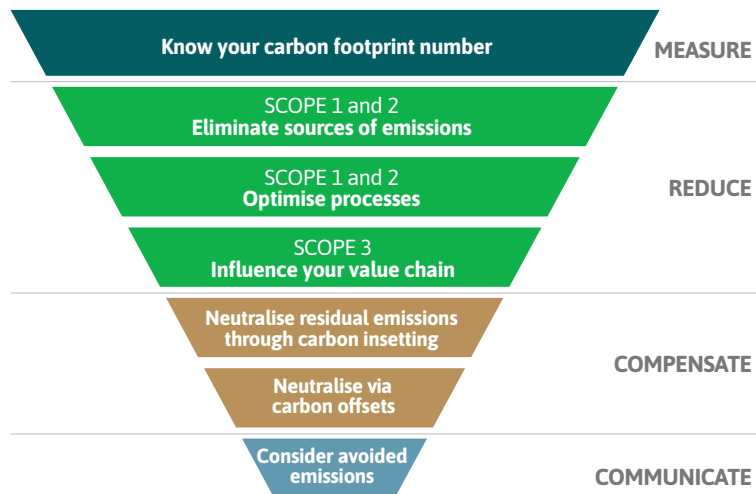 Know your carbon footprint number
MEASURE
SCOPE 1 and 2
Eliminate sources of emissions
SCOPE 1 and 2
Optimise processes
REDUCE
SCOPE 3
Influence your value chain
Neutralise residual emissions
through carbon insetting
COMPENSATE
Neutralise via
carbon offsets
Consider avoided
emissions
COMMUNICATE